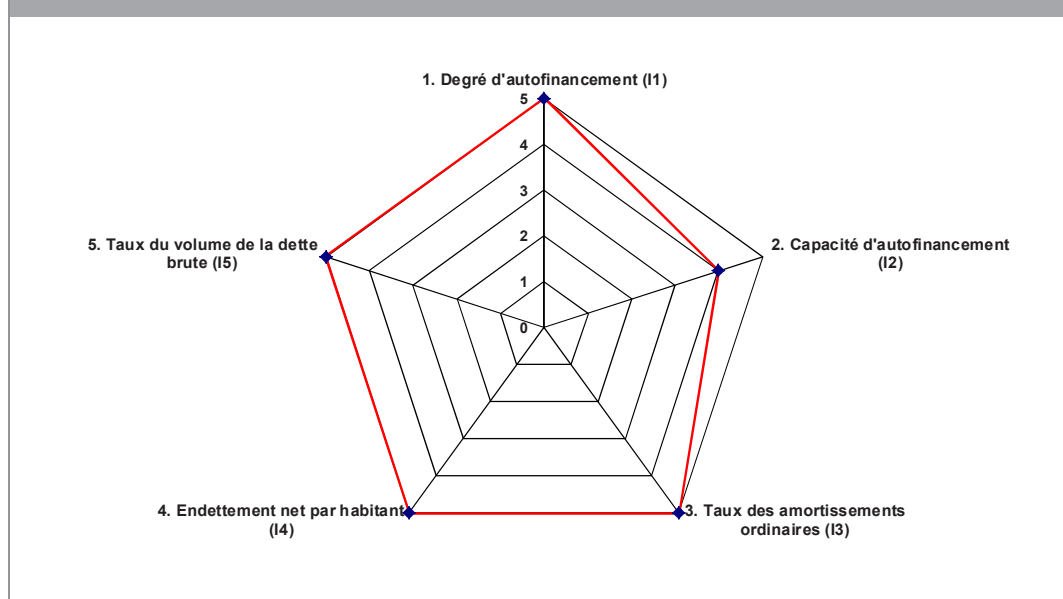 1. Degré d'autofinancement (I1)
5
4
3
2
1
0
2. Capacité d'autofinancement
(I2)
3. Taux des amortissements
ordinaires (I3)
4. Endettement net par habitant
(I4)
5. Taux du volume de la dette
brute (I5)